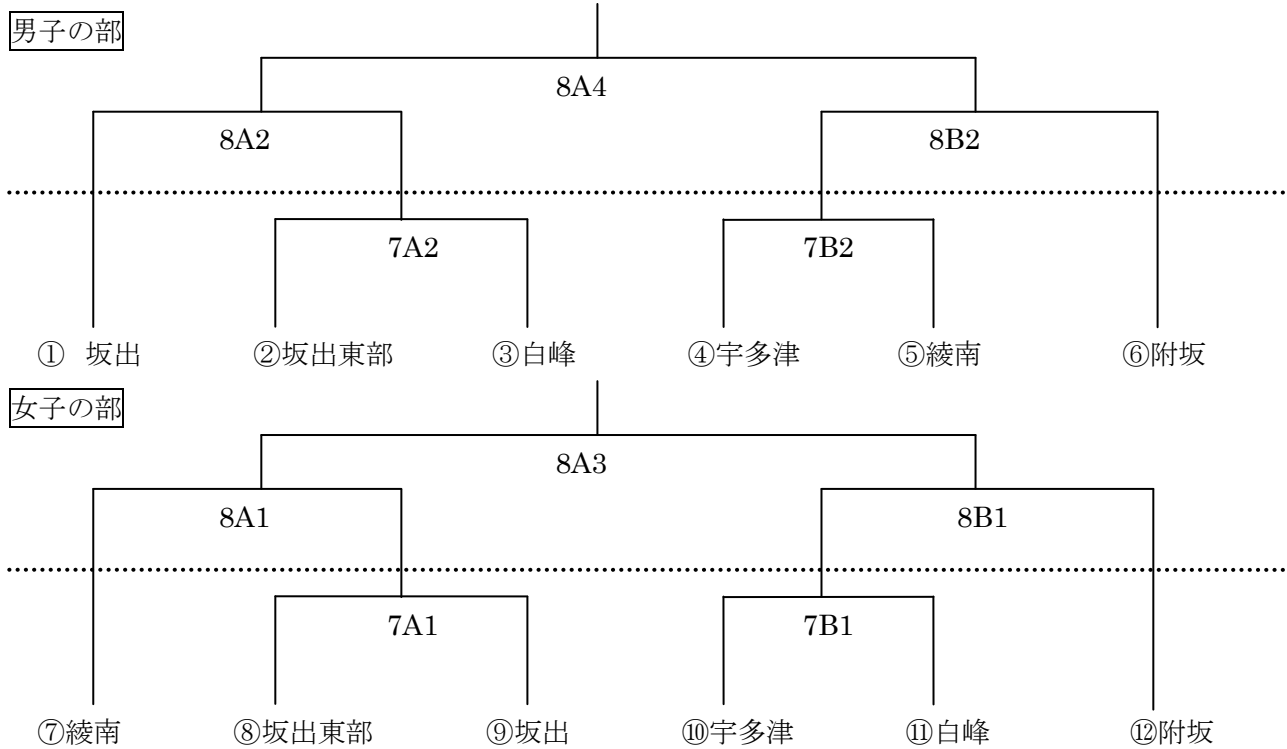 男子の部
8A4
8A2 8B2
7A2 7B2
① 坂出 ②坂出東部 ③白峰 ④宇多津 ⑤綾南 ⑥附坂
女子の部
8A3
8A1 8B1
7A1 7B1
⑦綾南 ⑧坂出東部 ⑨坂出 ⑩宇多津 ⑪白峰 ⑫附坂